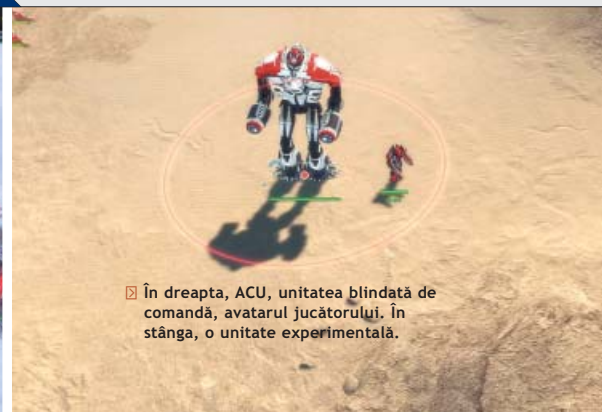 În dreapta, ACU, unitatea blindată de
comandă, avatarul jucătorului. În
stânga, o unitate experimentală.